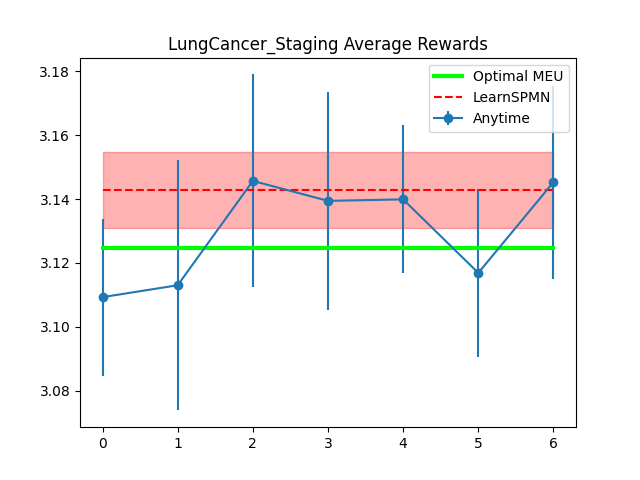 LungCancer_Staging Average Rewards
3.18
3.16
3.14
3.12
3.10
3.08
0 1 2 3 4 5 6
Optimal MEU
LearnSPMN
Anytime